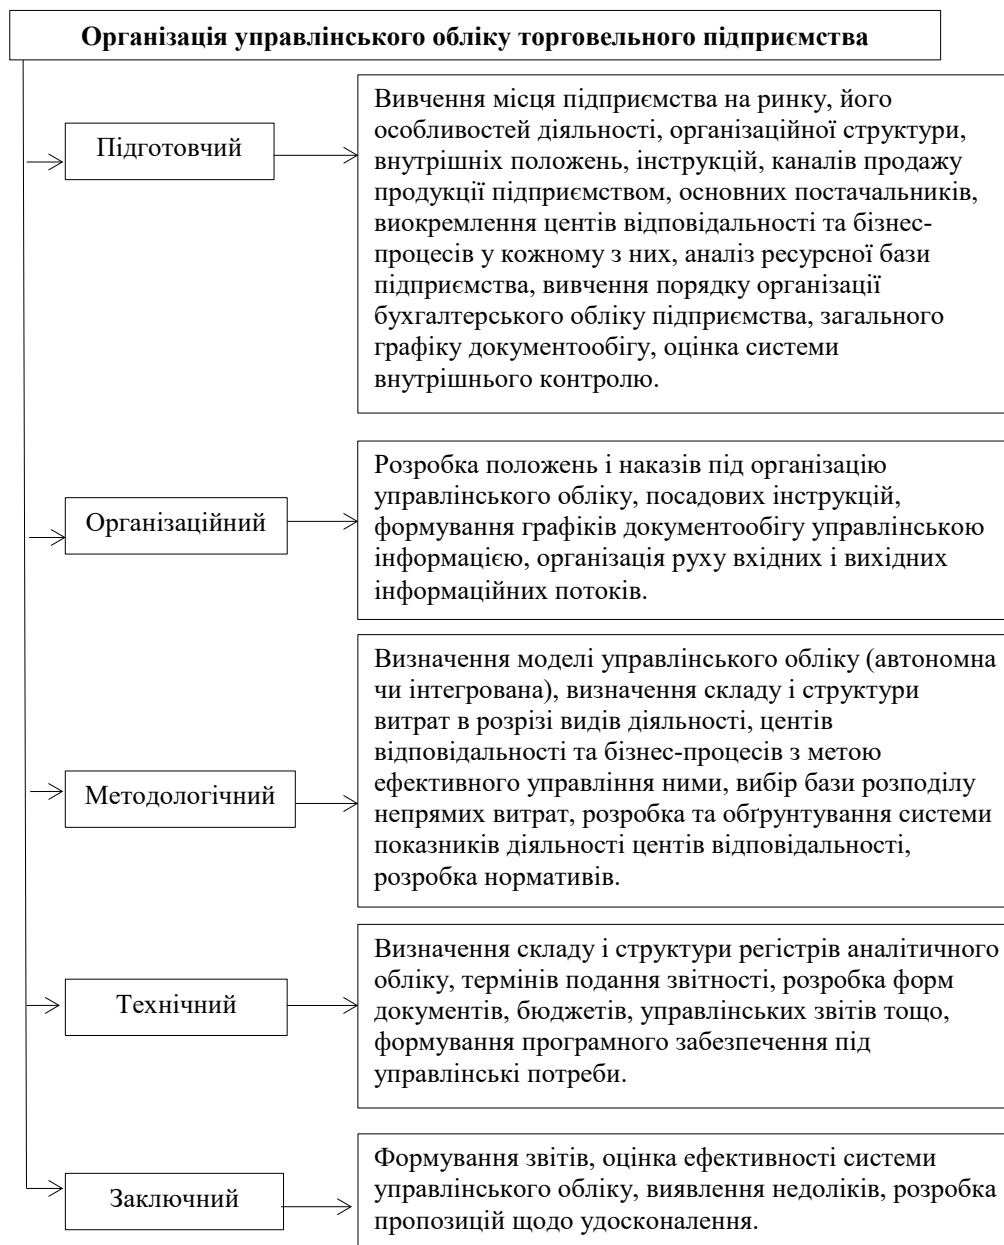 Організація управлінського обліку торговельного підприємства
Підготовчий
Вивчення місця підприємства на ринку, його
особливостей діяльності, організаційної структури,
внутрішніх положень, інструкцій, каналів продажу
продукції підприємством, основних постачальників,
виокремлення центів відповідальності та бізнес-
процесів у кожному з них, аналіз ресурсної бази
підприємства, вивчення порядку організації
бухгалтерського обліку підприємства, загального
графіку документообігу, оцінка системи
внутрішнього контролю.
Організаційний
Розробка положень і наказів під організацію
управлінського обліку, посадових інструкцій,
формування графіків документообігу управлінською
інформацією, організація руху вхідних і вихідних
інформаційних потоків.
Методологічний
Визначення моделі управлінського обліку (автономна
чи інтегрована), визначення складу і структури
витрат в розрізі видів діяльності, центів
відповідальності та бізнес-процесів з метою
ефективного управління ними, вибір бази розподілу
непрямих витрат, розробка та обґрунтування системи
показників діяльності центів відповідальності,
розробка нормативів.
Технічний
Визначення складу і структури регістрів аналітичного
обліку, термінів подання звітності, розробка форм
документів, бюджетів, управлінських звітів тощо,
формування програмного забезпечення під
управлінські потреби.
Заключний
Формування звітів, оцінка ефективності системи
управлінського обліку, виявлення недоліків, розробка
пропозицій щодо удосконалення.